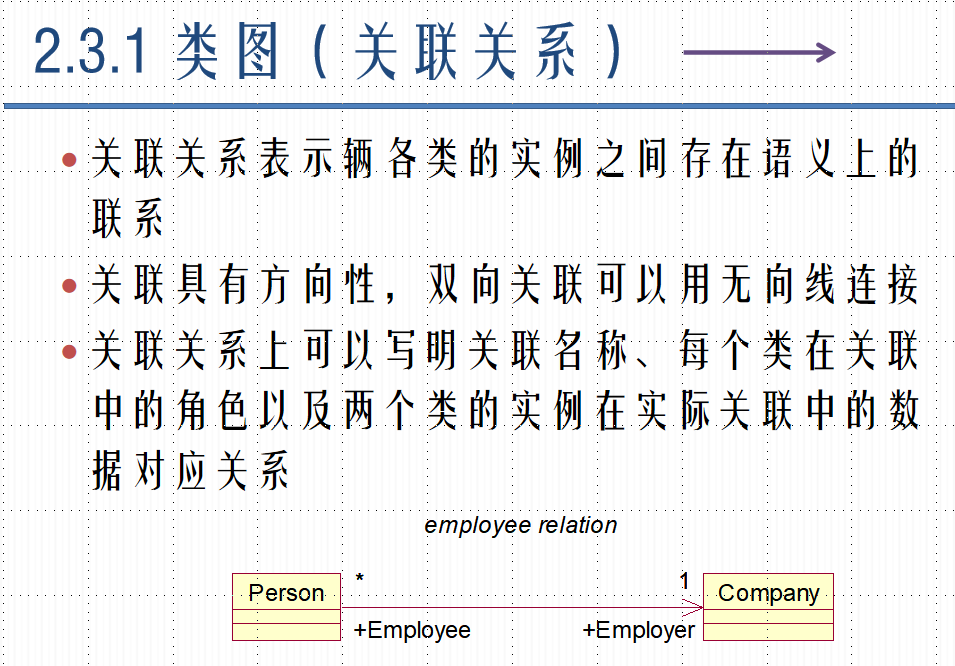 2.3.1 类图（关联关系）
关联关系表示辆各类的实例之间存在语义上的
联系
关联具有方向性，双向关联可以用无向线连接
关联关系上可以写明关联名称、每个类在关联
中的角色以及两个类的实例在实际关联中的数
据对应关系
employee relation
Person * 1 Company
+Employee +Employer